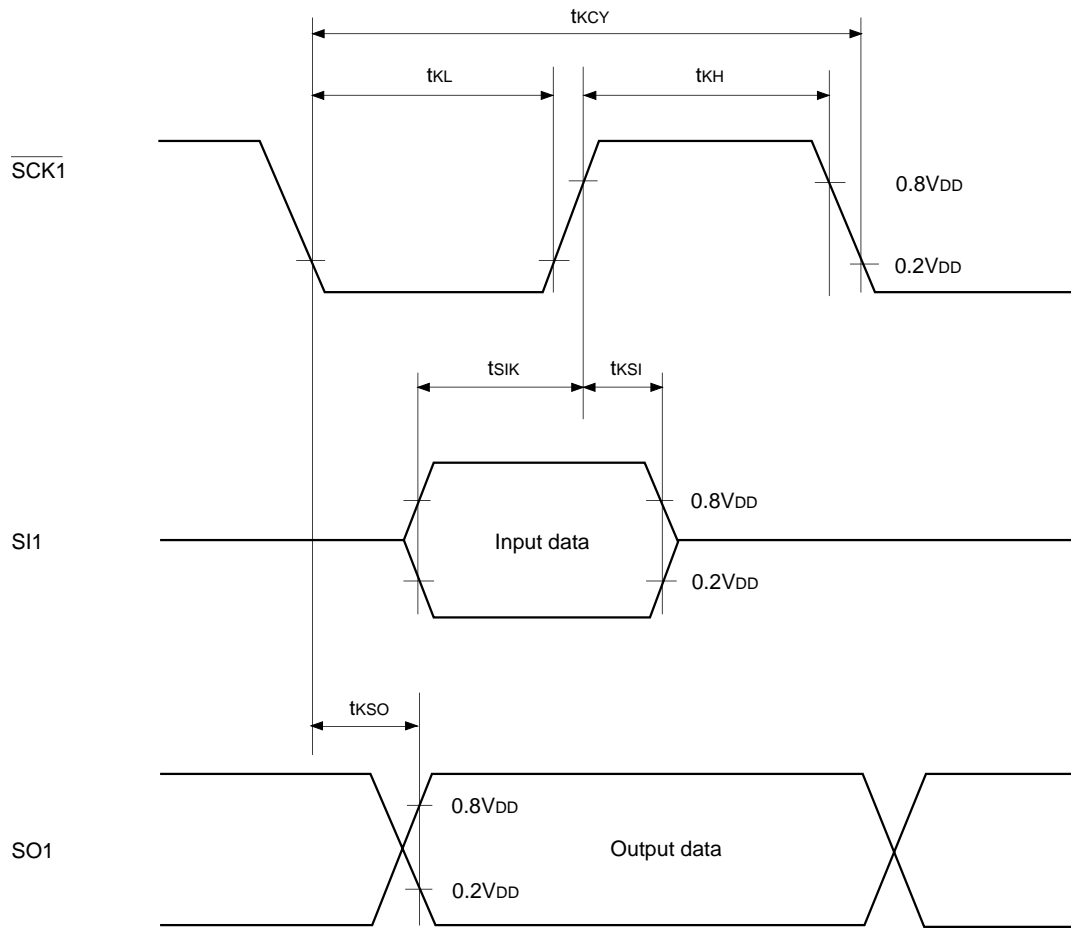 tKCY
tKL
tKH
SCK1
0.8VDD
0.2VDD
tSIK
tKSI
SI1
0.8VDD
Input data
0.2VDD
tKSO
0.8VDD
SO1
Output data
0.2VDD